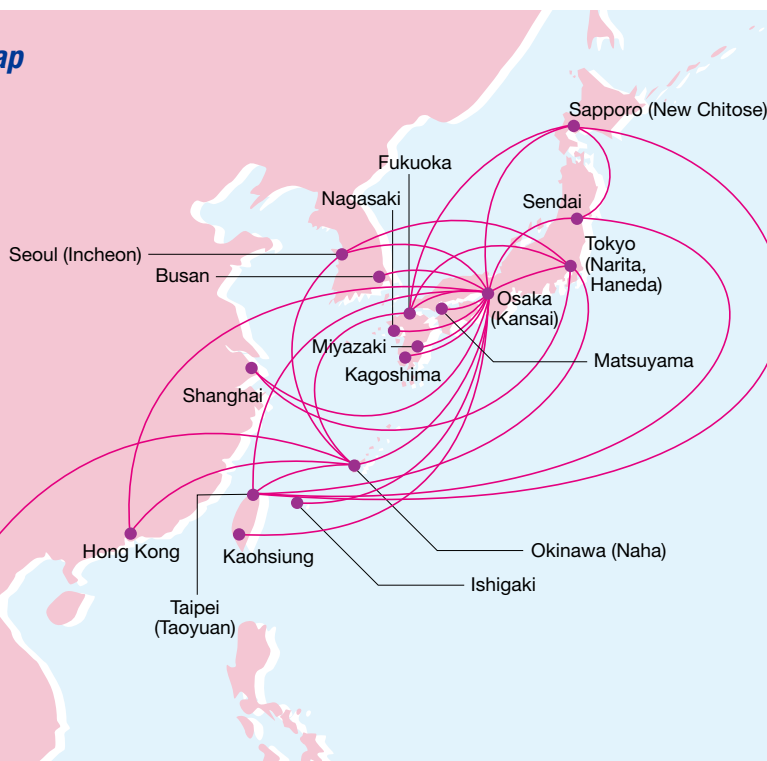 ap
Sapporo (New Chitose)
Fukuoka
Nagasaki
Sendai
Tokyo
(Narita,
Haneda)
Seoul (Incheon)
Busan
Osaka
(Kansai)
Miyazaki
Matsuyama
Kagoshima
Shanghai
Hong Kong
Kaohsiung
Okinawa (Naha)
Ishigaki
Taipei
(Taoyuan)